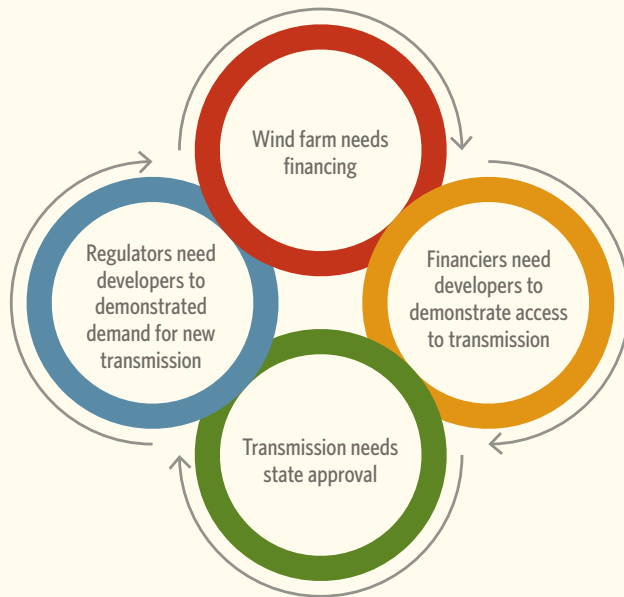 Wind farm needs
financing
Regulators need
developers to
demonstrated
demand for new
transmission
Financiers need
developers to
demonstrate access
to transmission
Transmission needs
state approval